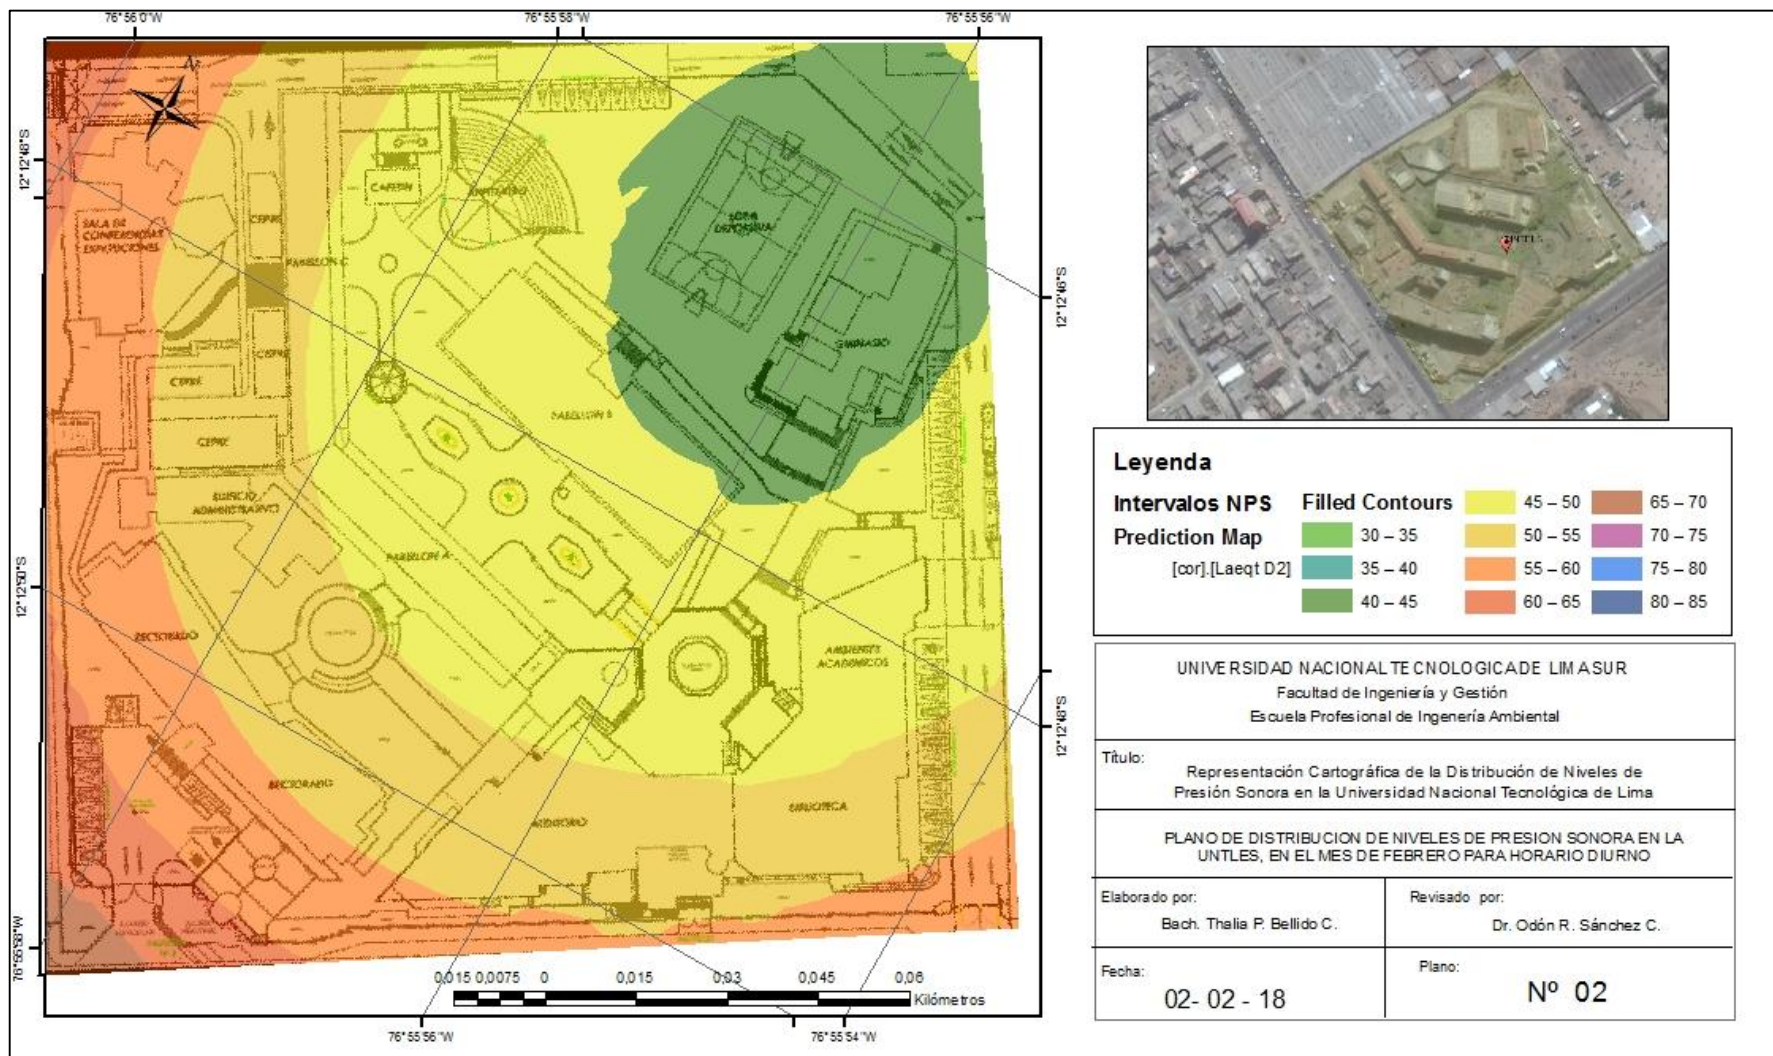 76°56'0"W
76°55'58"W
76°55'56"W
N
12°12'48"S
CAFETIN
CEPRE
SALA DE
CONFERENCIAS
EXPOSICIONES
PABELLON C
LOSA
DEPORTIVA
GIMNASIO
12°12'46"S
CEPRE
CEPRE
CEPRE
PABELLON B
EDIFICIO
ADMINISTRATIVO
PABELLON A
12°12'50"S
RECTORADO
AMBIENTES
ACADEMICOS
12°12'48"S
RECTORADO
AUDITORIO
BIBLIOTECA
76°55'58"W
0,015 0,0075 0 0,015 0,03 0,045 0,06
Kilómetros
76°55'56"W
76°55'54"W
Leyenda
Intervalos NPS
Prediction Map
[cor].[Laeqt D2]
Filled Contours
30 – 35
35 – 40
40 – 45
45 – 50
50 – 55
55 – 60
60 – 65
65 – 70
70 – 75
75 – 80
80 – 85
UNIVERSIDAD NACIONAL TECNOLOGICA DE LIMA SUR
Facultad de Ingeniería y Gestión
Escuela Profesional de Ingenería Ambiental
Título:
Representación Cartográfica de la Distribución de Niveles de
Presión Sonora en la Universidad Nacional Tecnológica de Lima
PLANO DE DISTRIBUCION DE NIVELES DE PRESION SONORA EN LA
UNTLES, EN EL MES DE FEBRERO PARA HORARIO DIURNO
Elaborado por:
Bach. Thalia P. Bellido C.
Revisado por:
Dr. Odón R. Sánchez C.
Fecha:
02- 02 - 18
Plano:
Nº 02